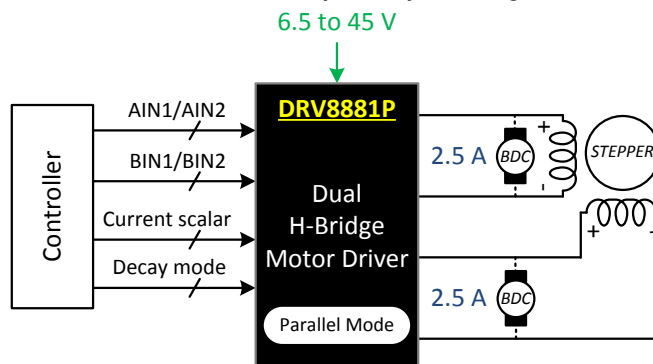 6.5 to 45 V
Controller
AIN1/AIN2
BIN1/BIN2
Current scalar
Decay mode
DRV8881P
Dual
H-Bridge
Motor Driver
Parallel Mode
2.5 A
BDC
+
-
STEPPER
+
-
2.5 A
BDC